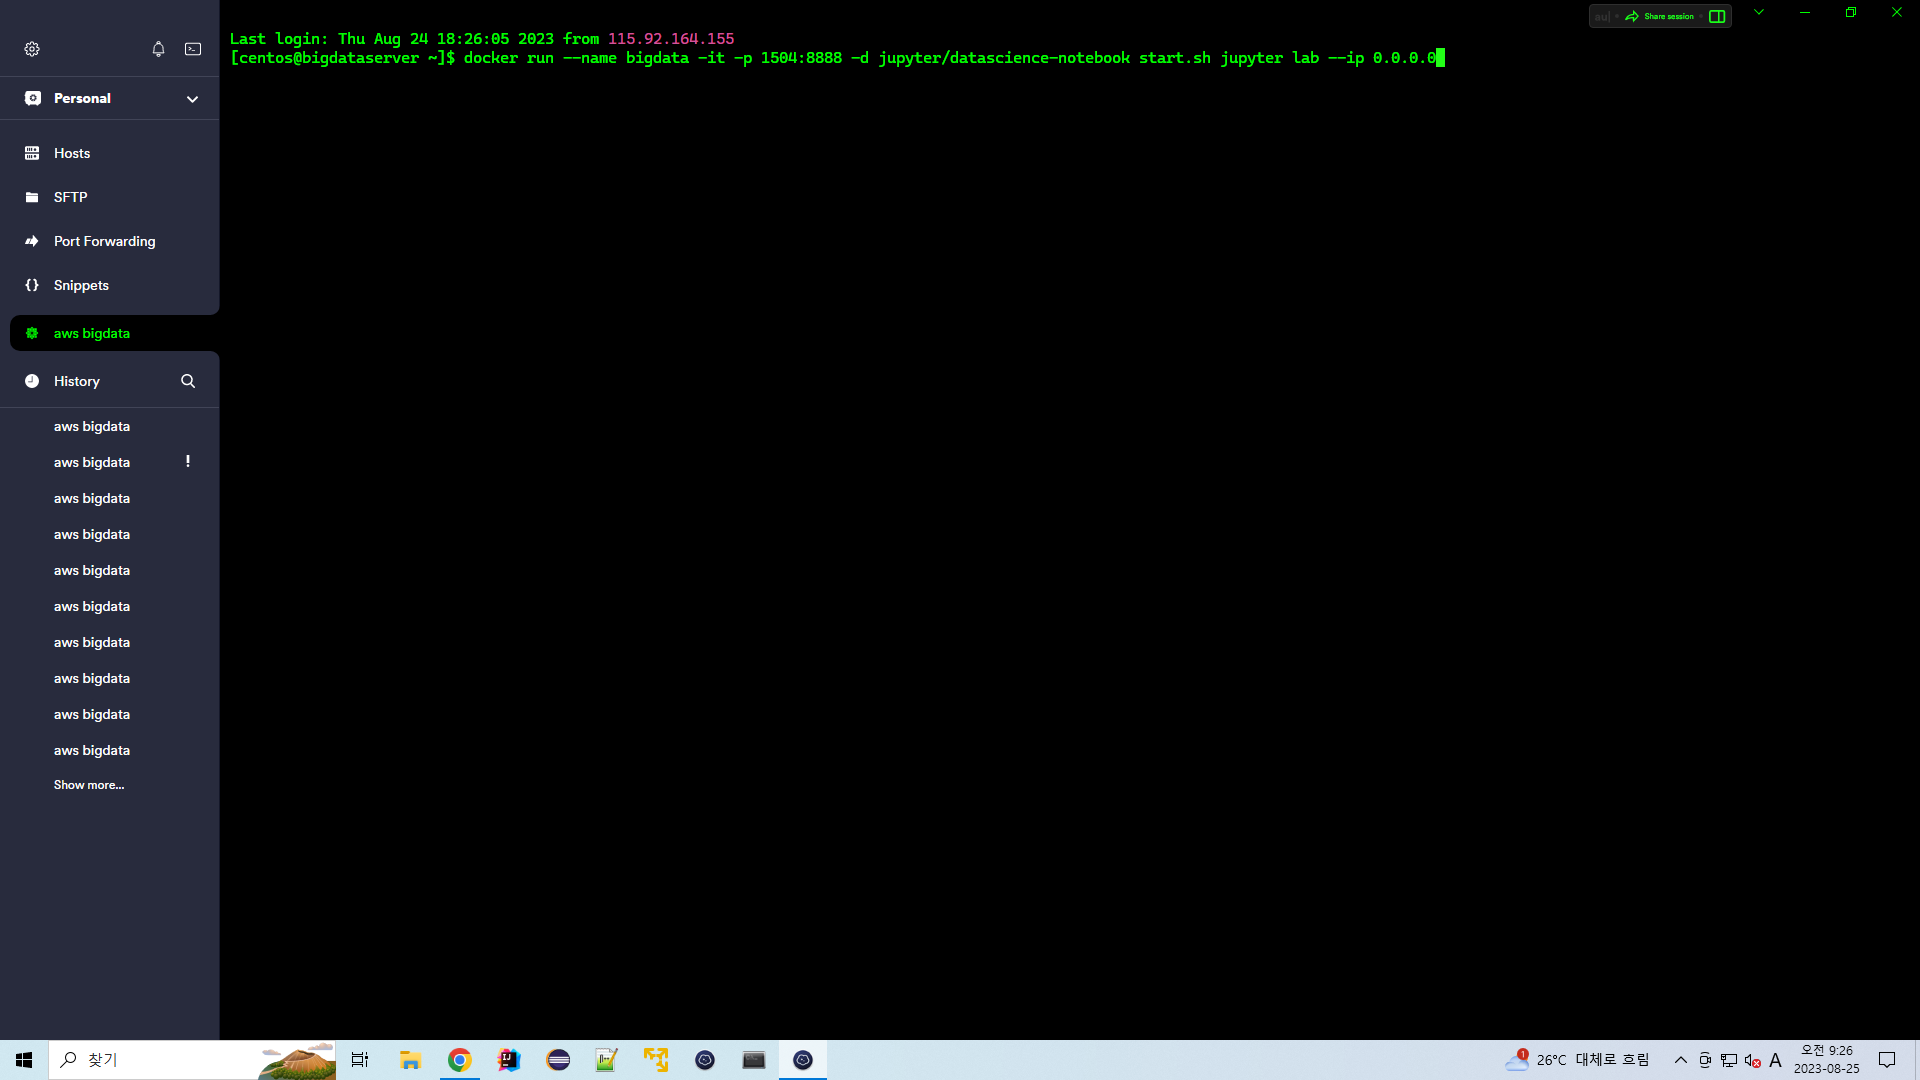 au|
Share session
Last login: Thu Aug 24 18:26:05 2023 from 115.92.164.155
[centos@bigdataserver ~]$ docker run --name bigdata -it -p 1504:8888 -d jupyter/datascience-notebook start.sh jupyter lab --ip 0.0.0.0
Personal
Hosts
SFTP
Port Forwarding
Snippets
aws bigdata
History
aws bigdata
aws bigdata !
aws bigdata
aws bigdata
aws bigdata
aws bigdata
aws bigdata
aws bigdata
aws bigdata
aws bigdata
Show more...
찾기
1
26°C 대체로 흐림
A
오전 9:26
2023-08-25